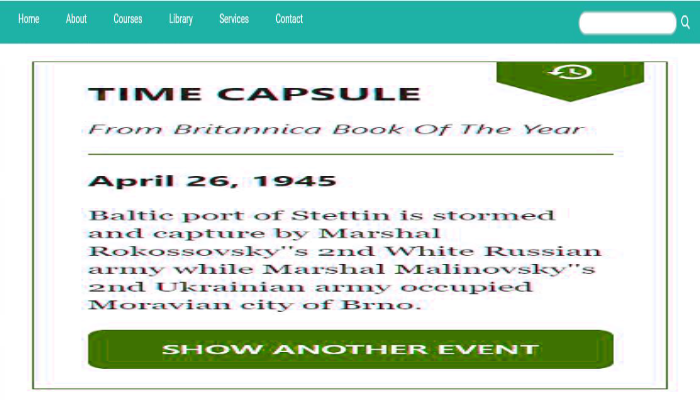 Home About Courses Library Services Contact
TIME CAPSULE
From Britannica Book Of The Year
April 26, 1945
Baltic port of Stettin is stormed
and capture by Marshal
Rokossovsky"s 2nd White Russian
army while Marshal Malinovsky"s
2nd Ukrainian army occupied
Moravian city of Brno.
SHOW ANOTHER EVENT